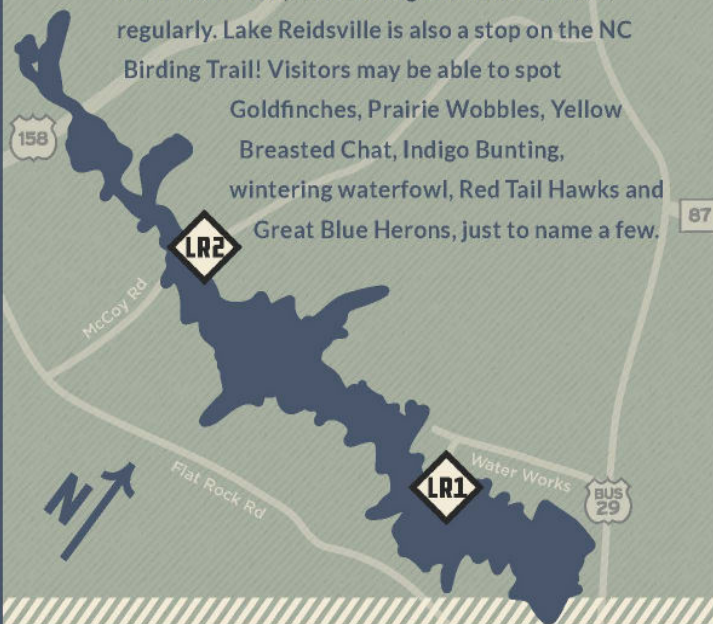 regularly. Lake Reidsville is also a stop on the NC
Birding Trail! Visitors may be able to spot
Goldfinches, Prairie Wobbles, Yellow
Breasted Chat, Indigo Bunting,
wintering waterfowl, Red Tail Hawks and
Great Blue Herons, just to name a few.
158
87
LR2
McCoy Rd
Flat Rock Rd
LR1
Water Works
BUS
29
N